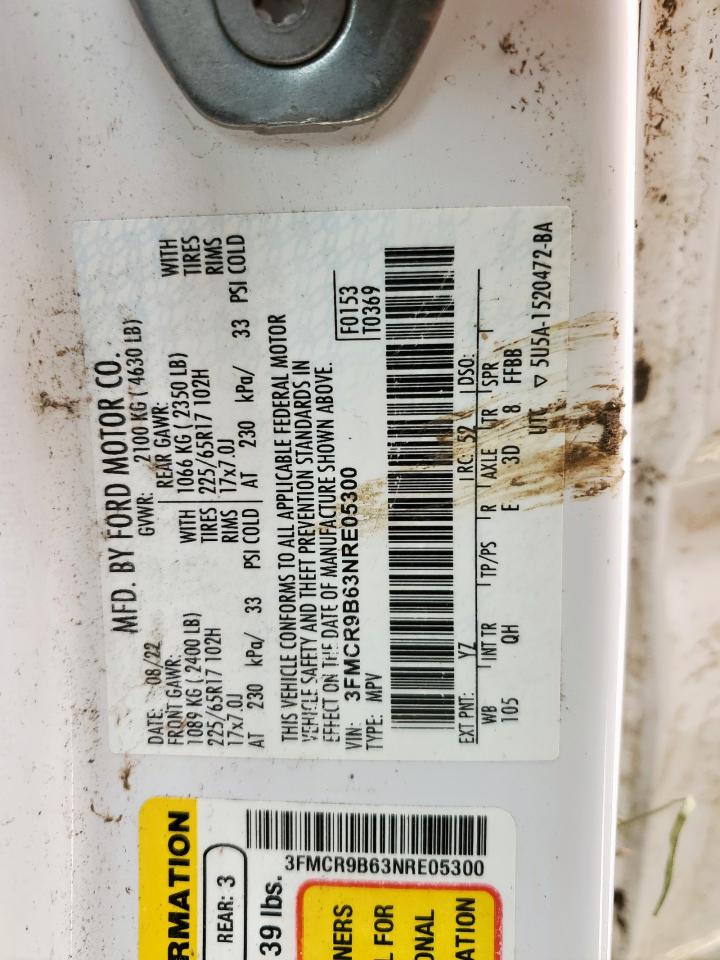 MFD. BY FORD MOTOR CO.
DATE: 08/22 GVWR: 2100 KG ( 4630 LB)
FRONT GAWR: WITH REAR GAWR: WITH
1089 KG ( 2400 LB) TIRES 1066 KG ( 2350 LB) TIRES
225/65R17 102H RIMS 225/65R17 102H RIMS
17x7.0J 17x7.0J
AT 230 kPa/ 33 PSI COLD AT 230 kPa/ 33 PSI COLD
THIS VEHICLE CONFORMS TO ALL APPLICABLE FEDERAL MOTOR
VEHICLE SAFETY AND THEFT PREVENTION STANDARDS IN
EFFECT ON THE DATE OF MANUFACTURE SHOWN ABOVE.
VIN: 3FMCR9B63NRE05300 F0153
TYPE: MPV T0369
EXT PNT: YZ RC: 52 DSO:
WB INT TR TP/PS R AXLE TR SPR
105 QH E 3D 8 FFBB
UTC ▽ 5U5A-1520472-BA
RMATION
REAR: 3
39 lbs.
3FMCR9B63NRE05300
NERS
L FOR
ONAL
ATION